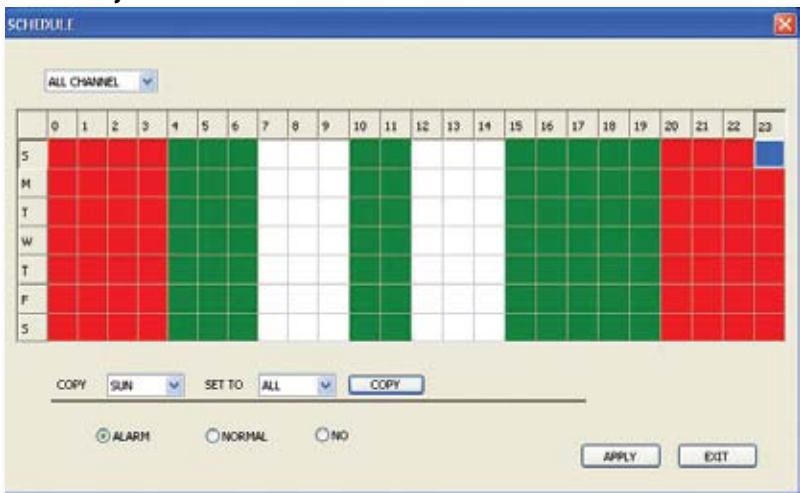 SCHEDULE
ALL CHANNEL
0 1 2 3 4 5 6 7 8 9 10 11 12 13 14 15 16 17 18 19 20 21 22 23
S
M
T
W
T
F
S
COPY SUN SET TO ALL COPY
ALARM NORMAL NO
APPLY EXIT